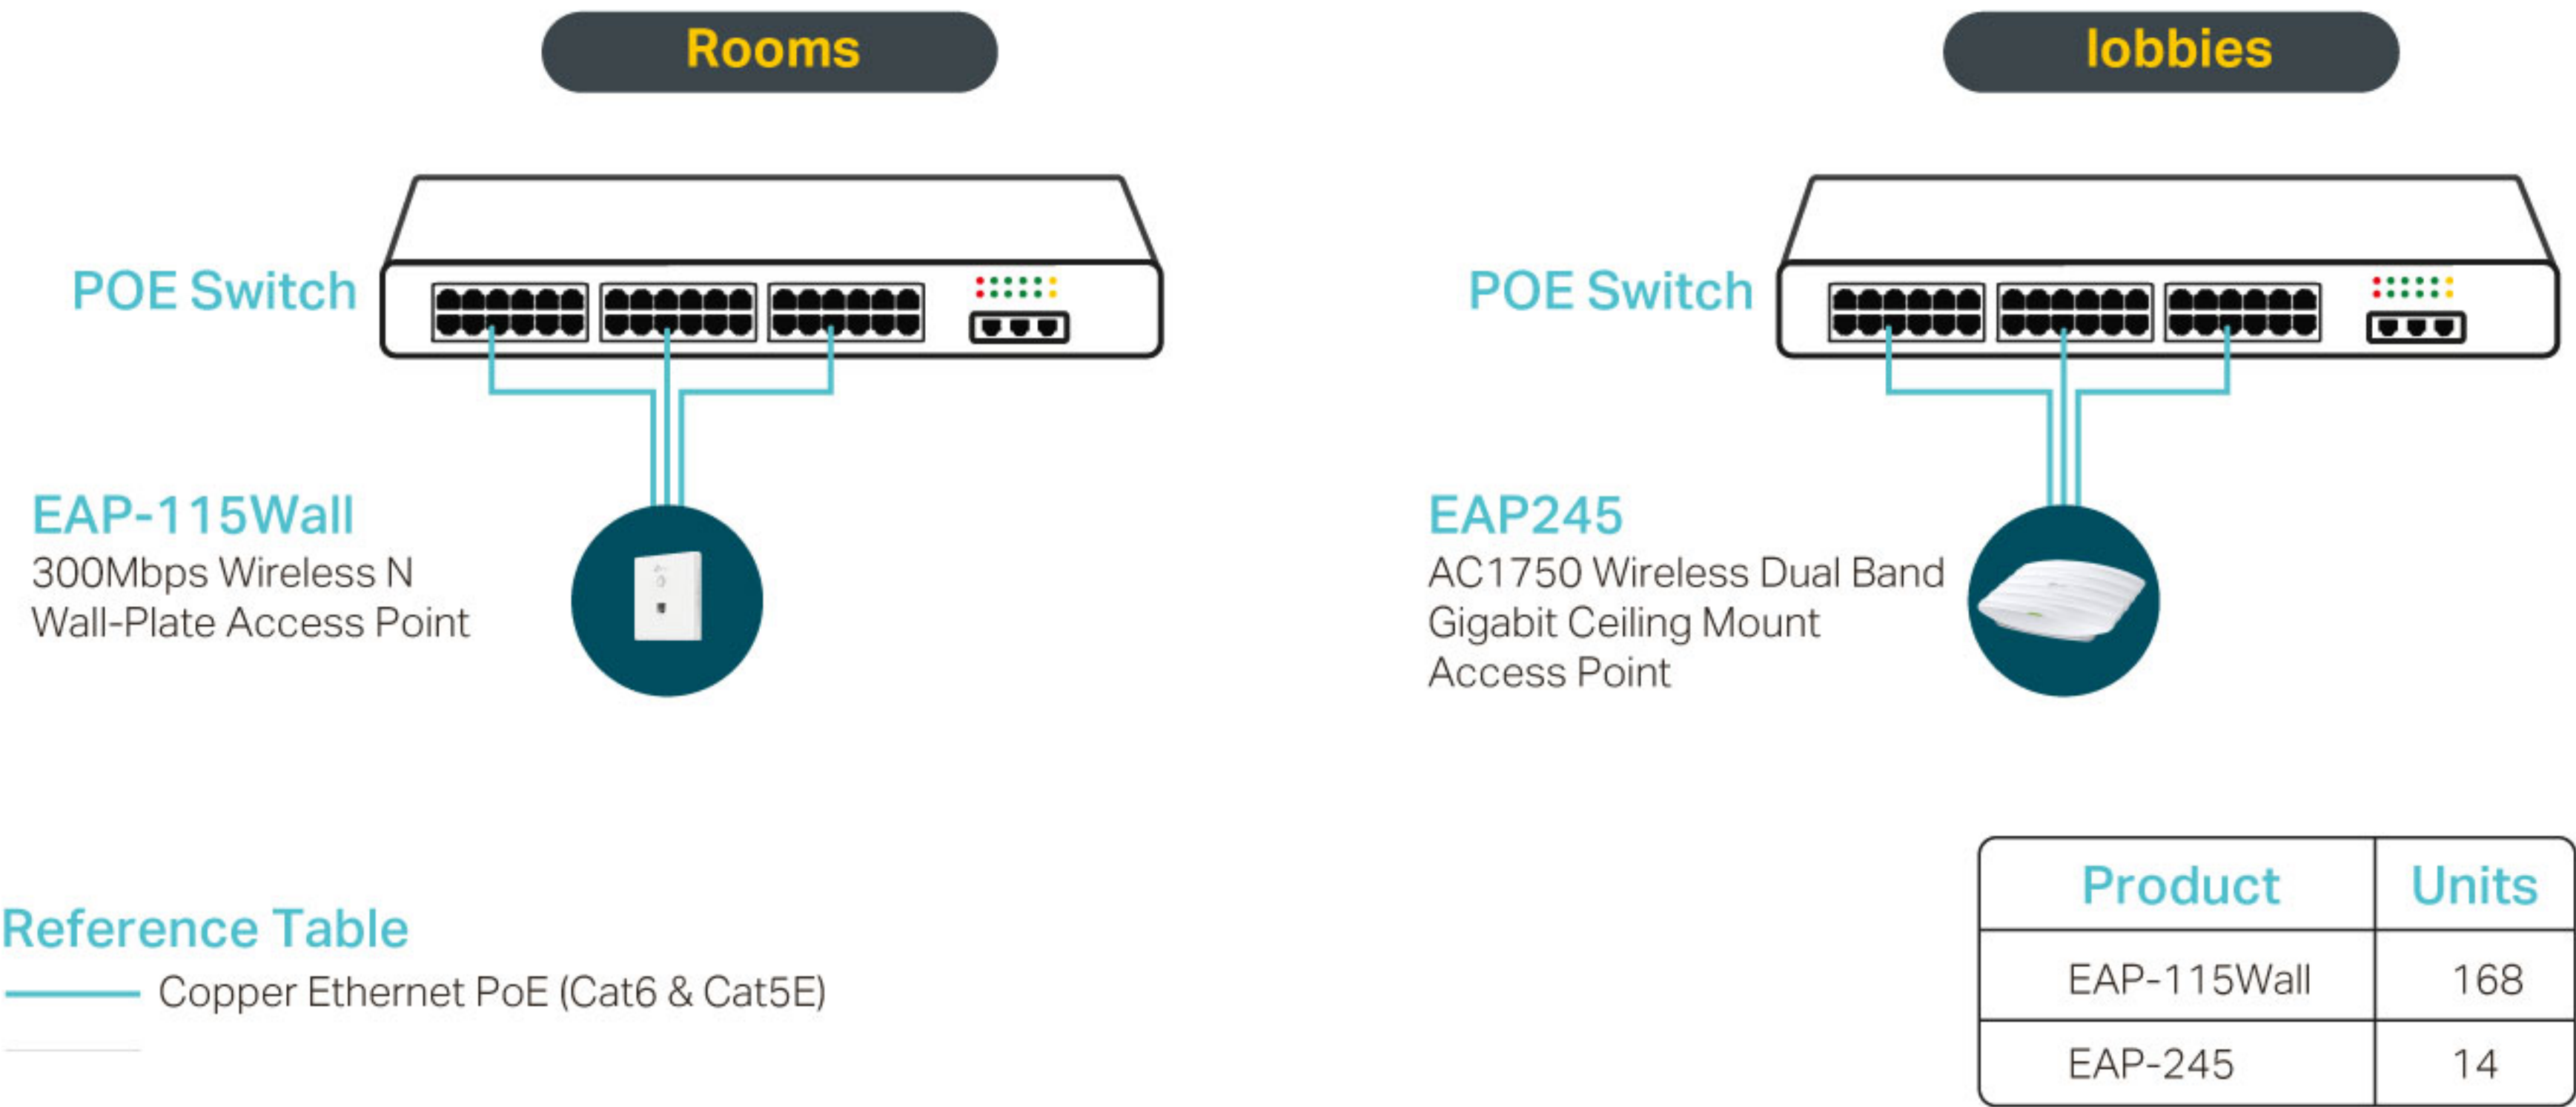 Rooms
lobbies
POE Switch
POE Switch
EAP-115Wall
300Mbps Wireless N
Wall-Plate Access Point
EAP245
AC1750 Wireless Dual Band
Gigabit Ceiling Mount
Access Point
Reference Table
Copper Ethernet PoE (Cat6 & Cat5E)
Product Units
EAP-115Wall 168
EAP-245 14